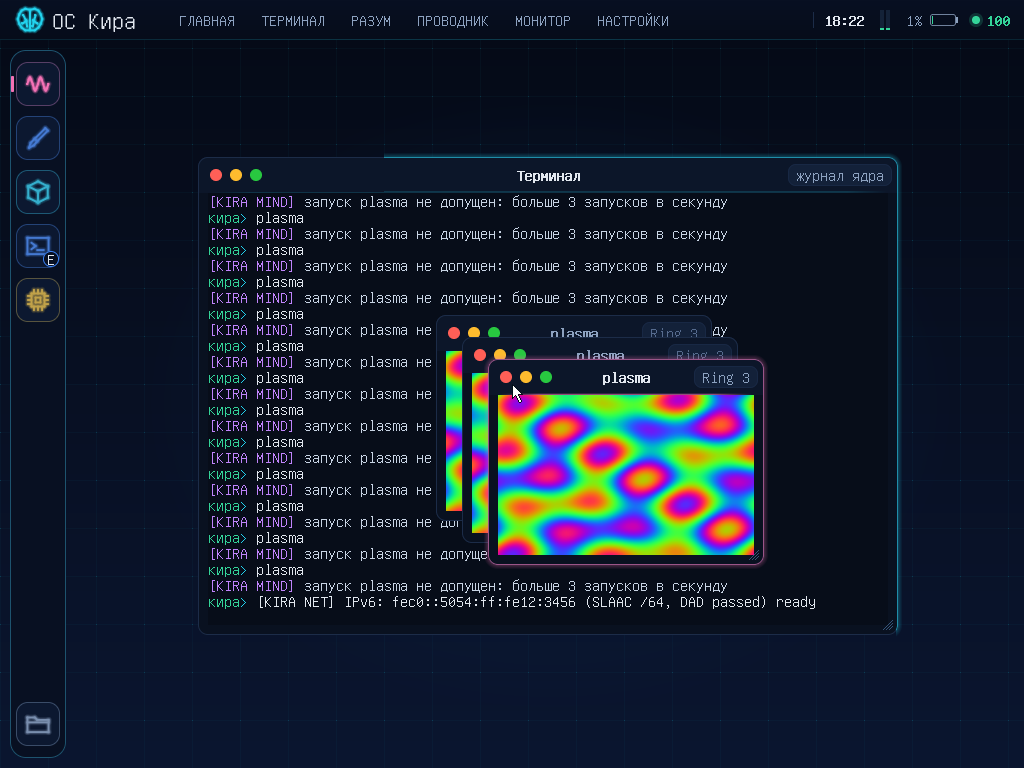 ОС Кира
ГЛАВНАЯ ТЕРМИНАЛ РАЗУМ ПРОВОДНИК МОНИТОР НАСТРОЙКИ
18:22 1% 100
Терминал
журнал ядра
[KIRA MIND] запуск plasma не допущен: больше 3 запусков в секунду
кира> plasma
[KIRA MIND] запуск plasma не допущен: больше 3 запусков в секунду
кира> plasma
[KIRA MIND] запуск plasma не допущен: больше 3 запусков в секунду
кира> plasma
[KIRA MIND] запуск plasma не допущен: больше 3 запусков в секунду
кира> plasma
[KIRA MIND] запуск plasma не
кира> plasma
[KIRA MIND] запуск plasma не
кира> plasma
[KIRA MIND] запуск plasma не
кира> plasma
[KIRA MIND] запуск plasma не
кира> plasma
[KIRA MIND] запуск plasma не
кира> plasma
[KIRA MIND] запуск plasma не
кира> plasma
[KIRA MIND] запуск plasma не
кира> plasma
[KIRA MIND] запуск plasma не
кира> plasma
[KIRA MIND] запуск plasma не допущен: больше 3 запусков в секунду
кира> [KIRA NET] IPv6: fec0::5054:ff:fe12:3456 (SLAAC /64, DAD passed) ready
plasma Ring 3
plasma Ring 3
plasma Ring 3
E